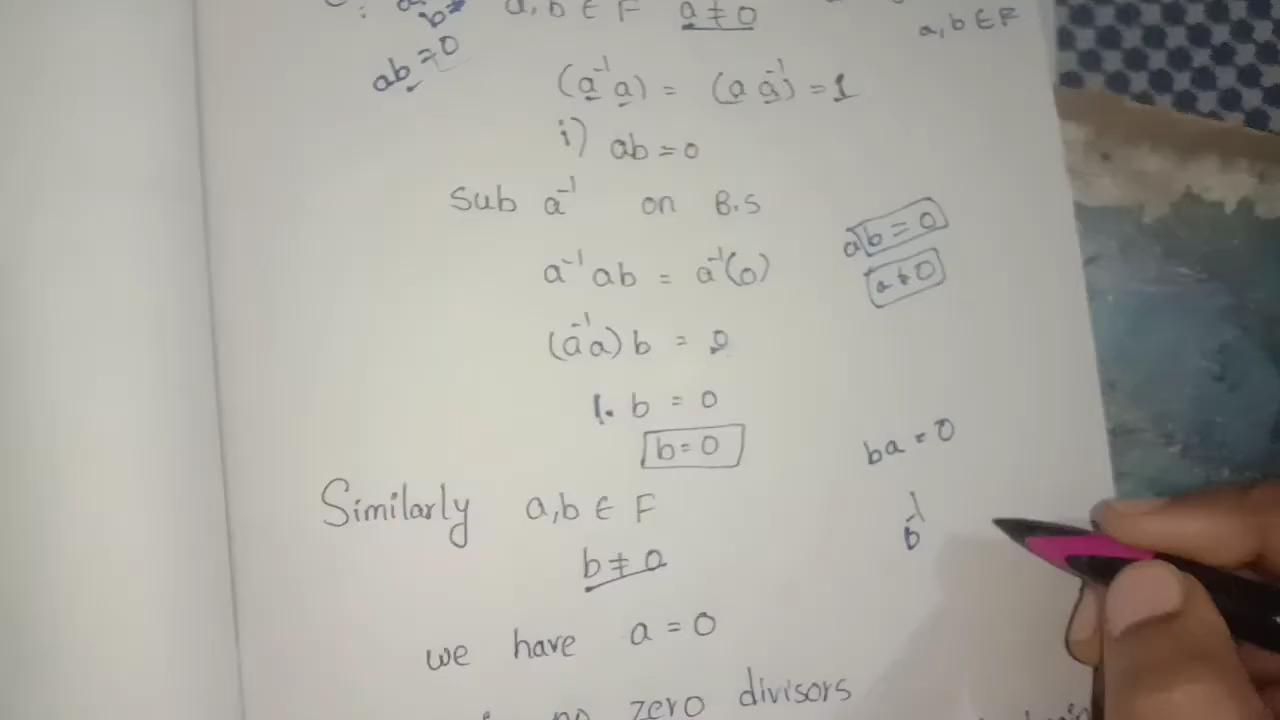 a, b ∈ F a ≠ 0
a, b ∈ F
ab = 0
(a⁻¹a) = (a a⁻¹) = 1
i) ab = 0
Sub a⁻¹ on B.S
ab = 0
a⁻¹ab = a⁻¹(0)
a ≠ 0
(a⁻¹a) b = 0
1. b = 0
b = 0
ba = 0
Similarly a, b ∈ F
b⁻¹
b ≠ 0
we have a = 0
no zero divisors